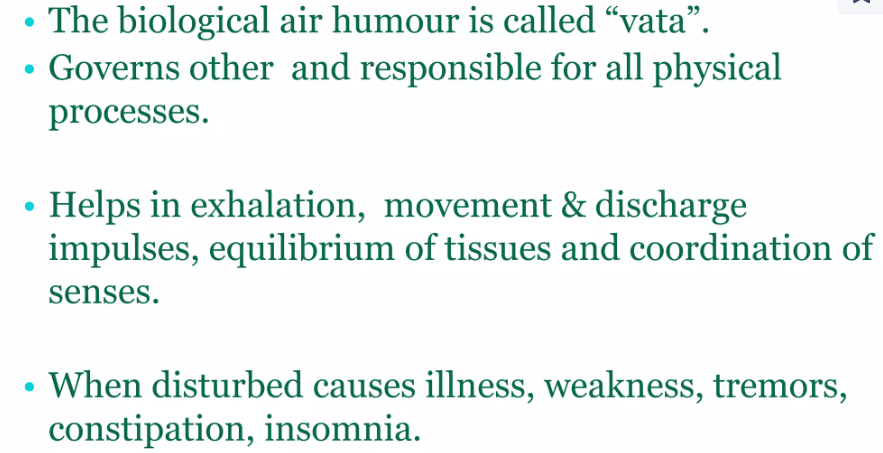 • The biological air humour is called “vata”.
• Governs other  and responsible for all physical
processes.
• Helps in exhalation,  movement & discharge
impulses, equilibrium of tissues and coordination of
senses.
• When disturbed causes illness, weakness, tremors,
constipation, insomnia.